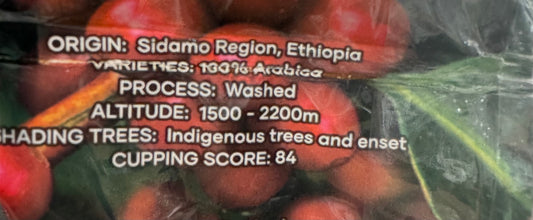 ORIGIN: Sidamo Region, Ethiopia
VARIETIES: 100% Arabica
PROCESS: Washed
ALTITUDE: 1500 - 2200m
SHADING TREES: Indigenous trees and enset
CUPPING SCORE: 84